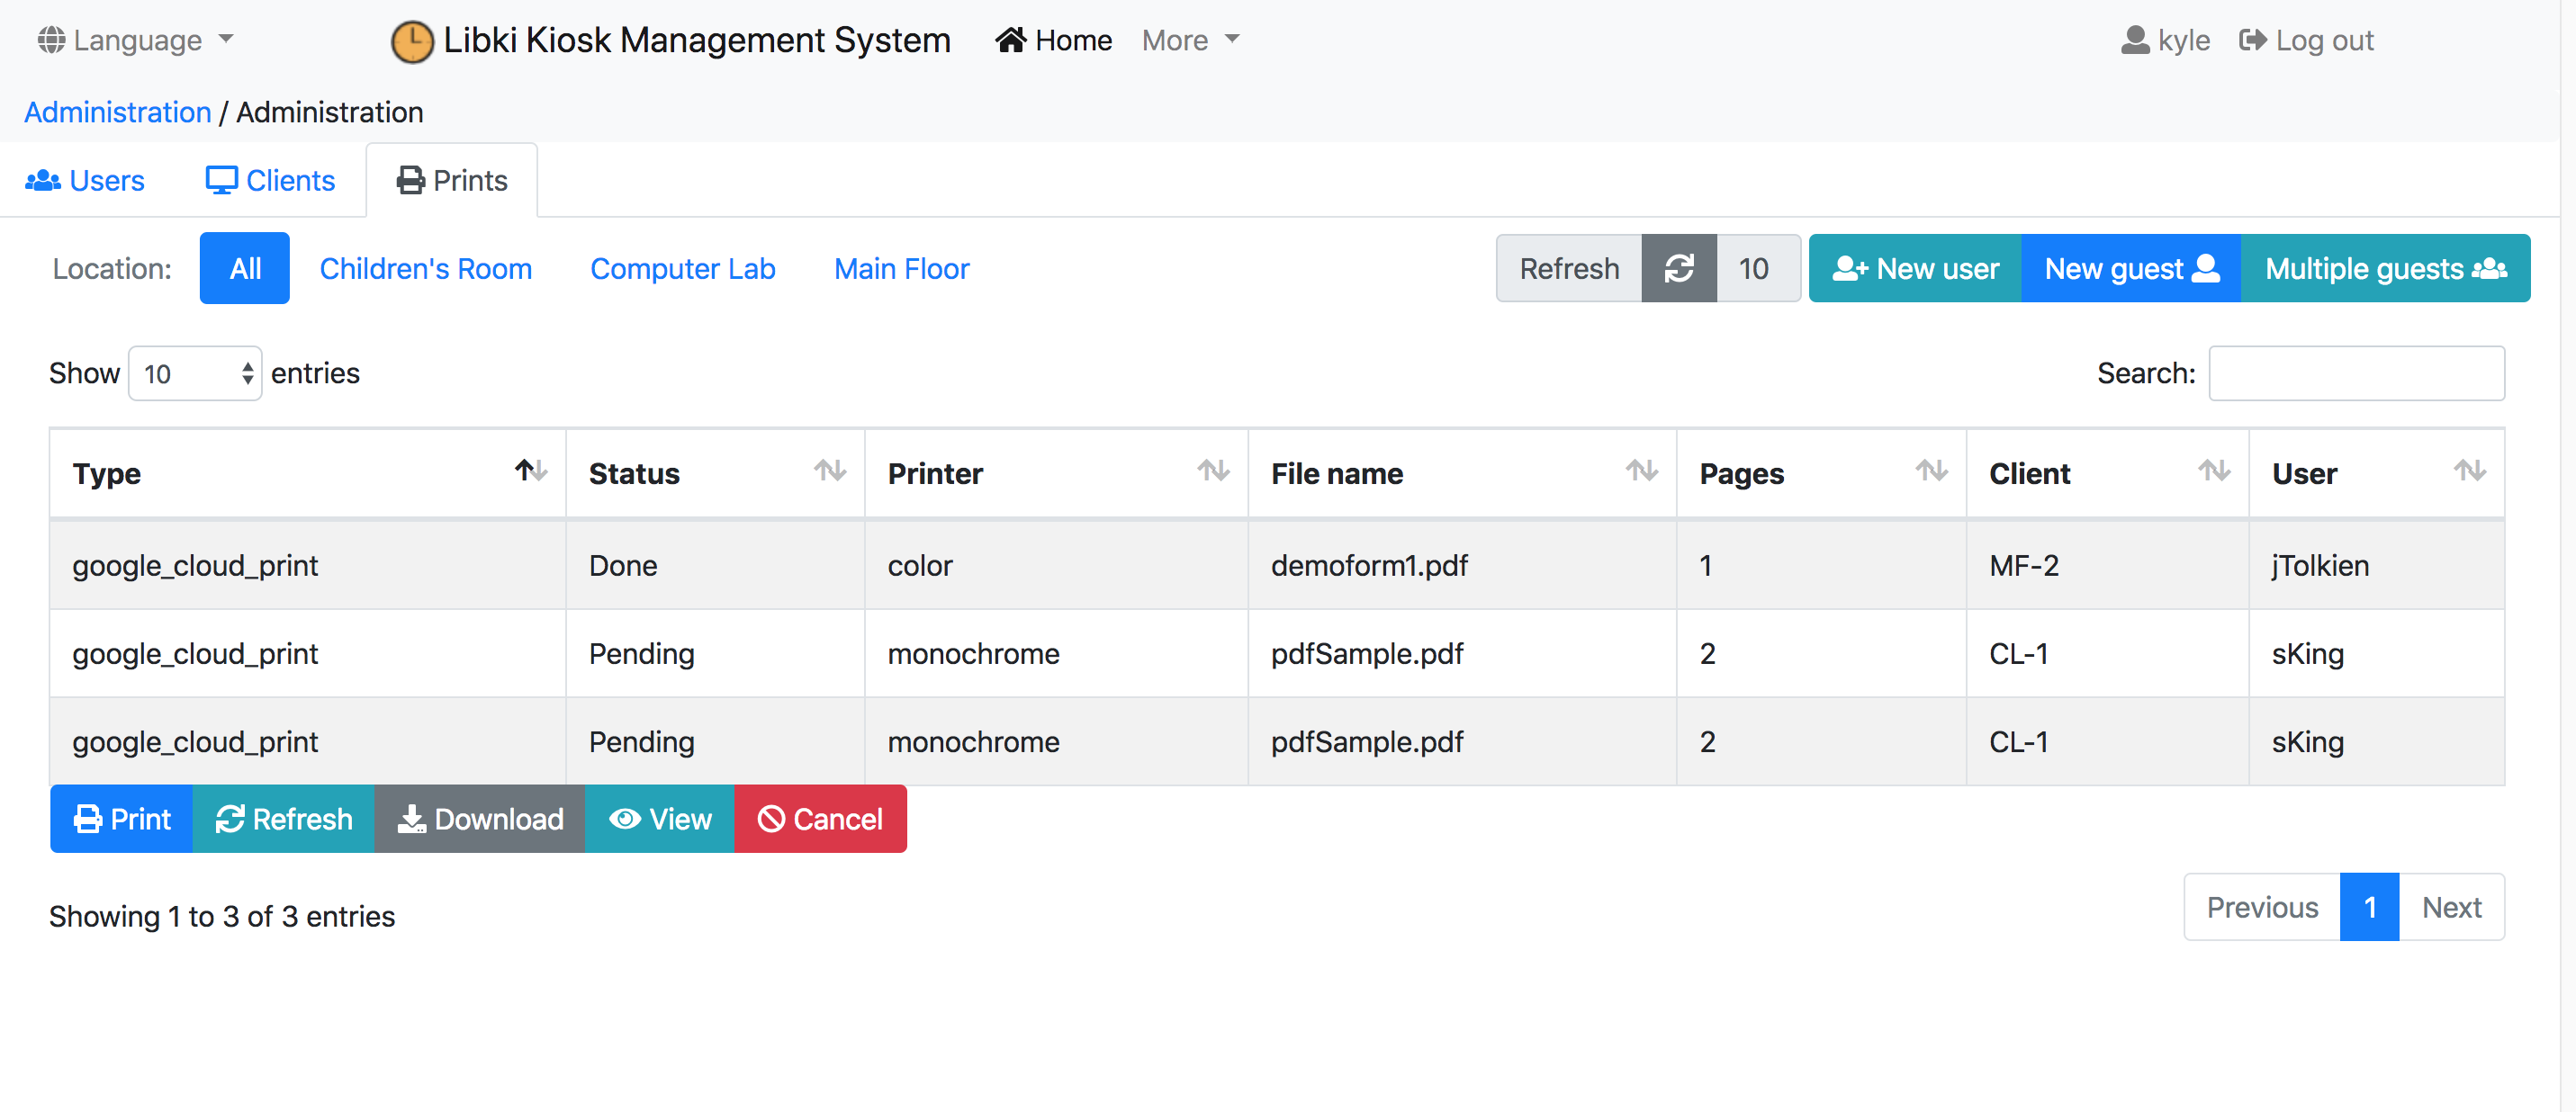 Language Libki Kiosk Management System Home More kyle Log out
Administration / Administration
Users Clients Prints
Location: All Children's Room Computer Lab Main Floor Refresh 10 New user New guest Multiple guests
Show 10 entries Search:
Type Status Printer File name Pages Client User
google_cloud_print Done color demoform1.pdf 1 MF-2 jTolkien
google_cloud_print Pending monochrome pdfSample.pdf 2 CL-1 sKing
google_cloud_print Pending monochrome pdfSample.pdf 2 CL-1 sKing
Print Refresh Download View Cancel
Showing 1 to 3 of 3 entries Previous 1 Next